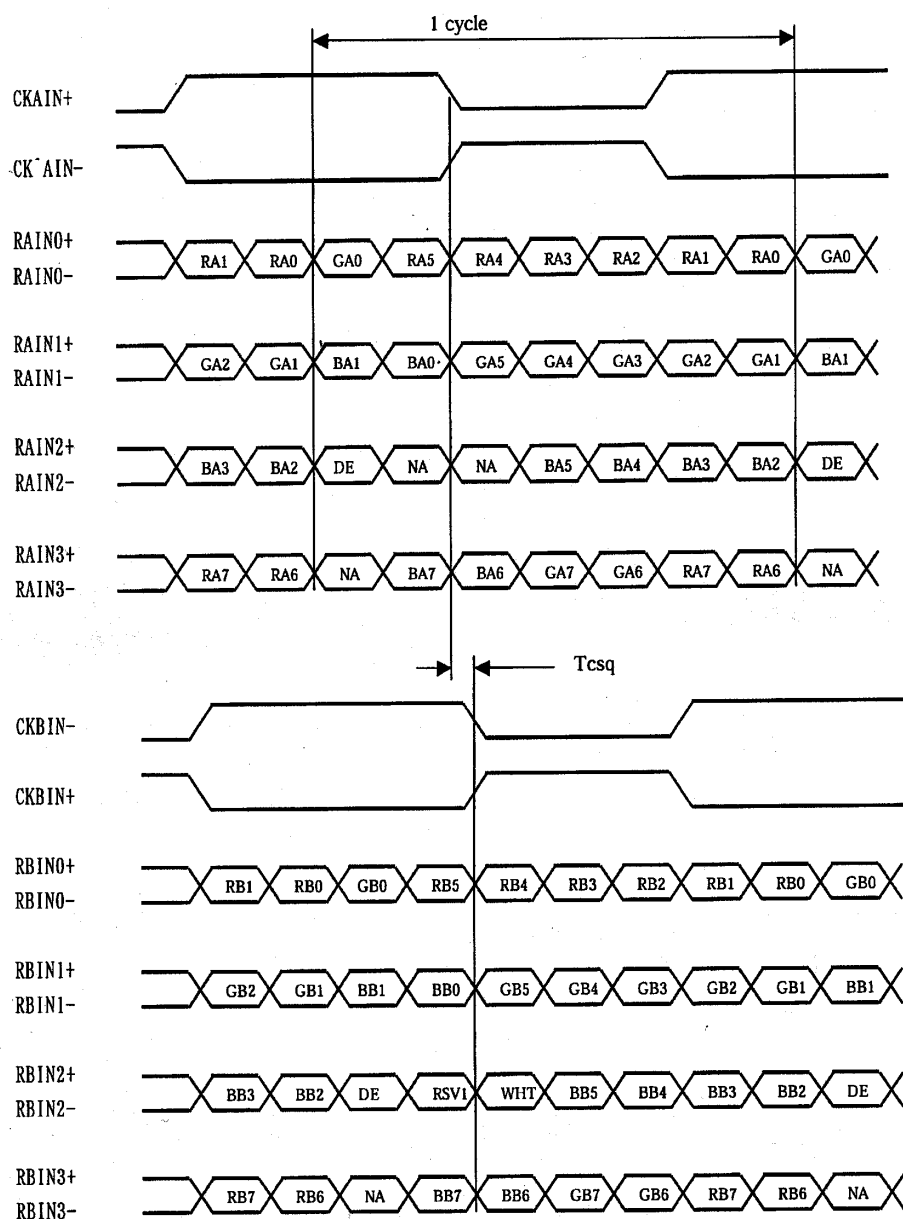 1 cycle
CKAIN+
CK AIN-
RAIN0+
RA1 RA0 GA0 RA5 RA4 RA3 RA2 RA1 RA0 GA0
RAIN0-
RAIN1+
GA2 GA1 BA1 BA0 GA5 GA4 GA3 GA2 GA1 BA1
RAIN1-
RAIN2+
BA3 BA2 DE NA NA BA5 BA4 BA3 BA2 DE
RAIN2-
RAIN3+
RA7 RA6 NA BA7 BA6 GA7 GA6 RA7 RA6 NA
RAIN3-
Tcsq
CKBIN-
CKBIN+
RBIN0+
RB1 RB0 GB0 RB5 RB4 RB3 RB2 RB1 RB0 GB0
RBIN0-
RBIN1+
GB2 GB1 BB1 BB0 GB5 GB4 GB3 GB2 GB1 BB1
RBIN1-
RBIN2+
BB3 BB2 DE RSV1 WHT BB5 BB4 BB3 BB2 DE
RBIN2-
RBIN3+
RB7 RB6 NA BB7 BB6 GB7 GB6 RB7 RB6 NA
RBIN3-